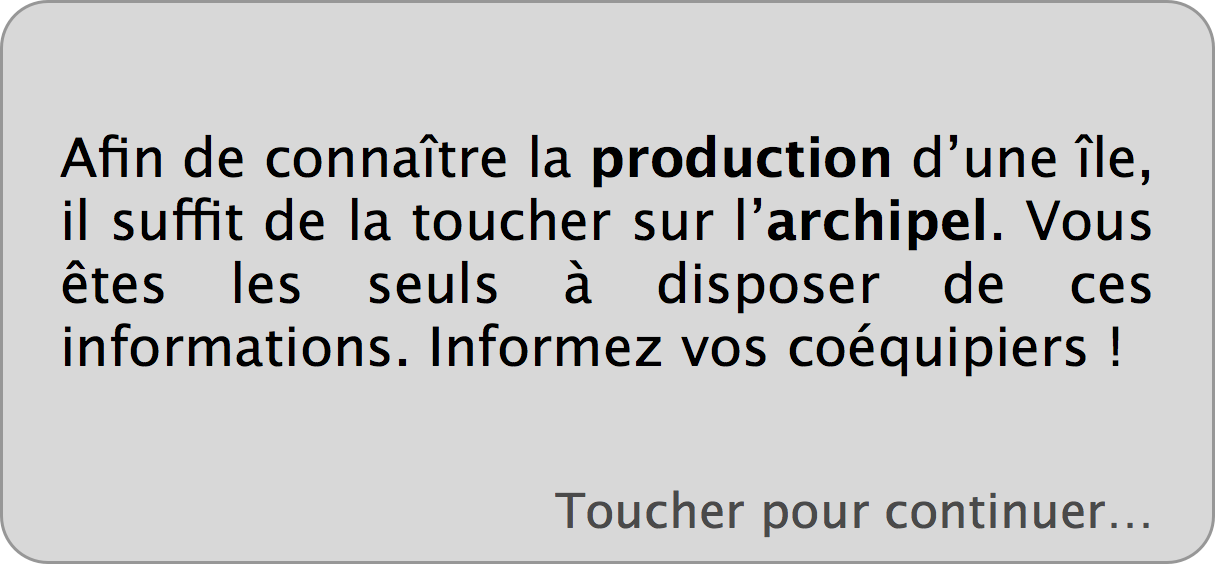 Afin de connaître la production d’une île,
il suffit de la toucher sur l’archipel. Vous
êtes les seuls à disposer de ces
informations. Informez vos coéquipiers !
Toucher pour continuer…